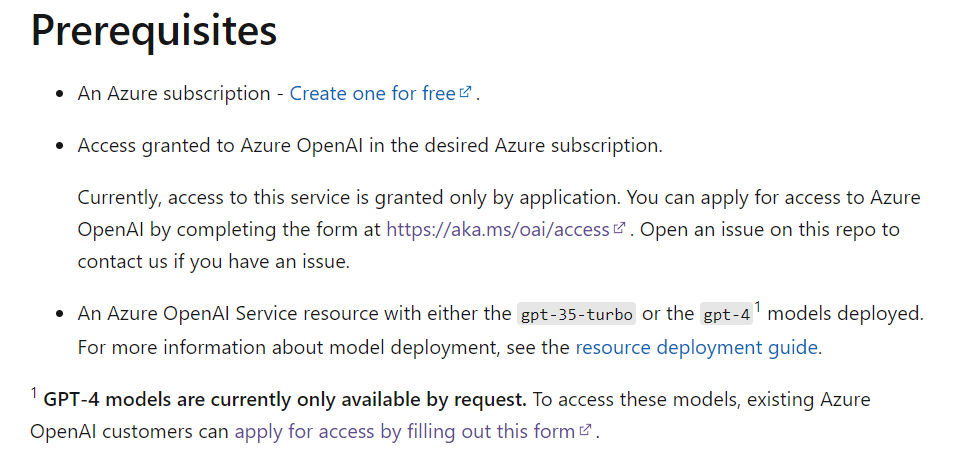 Prerequisites
• An Azure subscription - Create one for free.
• Access granted to Azure OpenAI in the desired Azure subscription.
Currently, access to this service is granted only by application. You can apply for access to Azure
OpenAI by completing the form at https://aka.ms/oai/access. Open an issue on this repo to
contact us if you have an issue.
• An Azure OpenAI Service resource with either the gpt-35-turbo or the gpt-4¹ models deployed.
For more information about model deployment, see the resource deployment guide.
¹ GPT-4 models are currently only available by request. To access these models, existing Azure
OpenAI customers can apply for access by filling out this form.